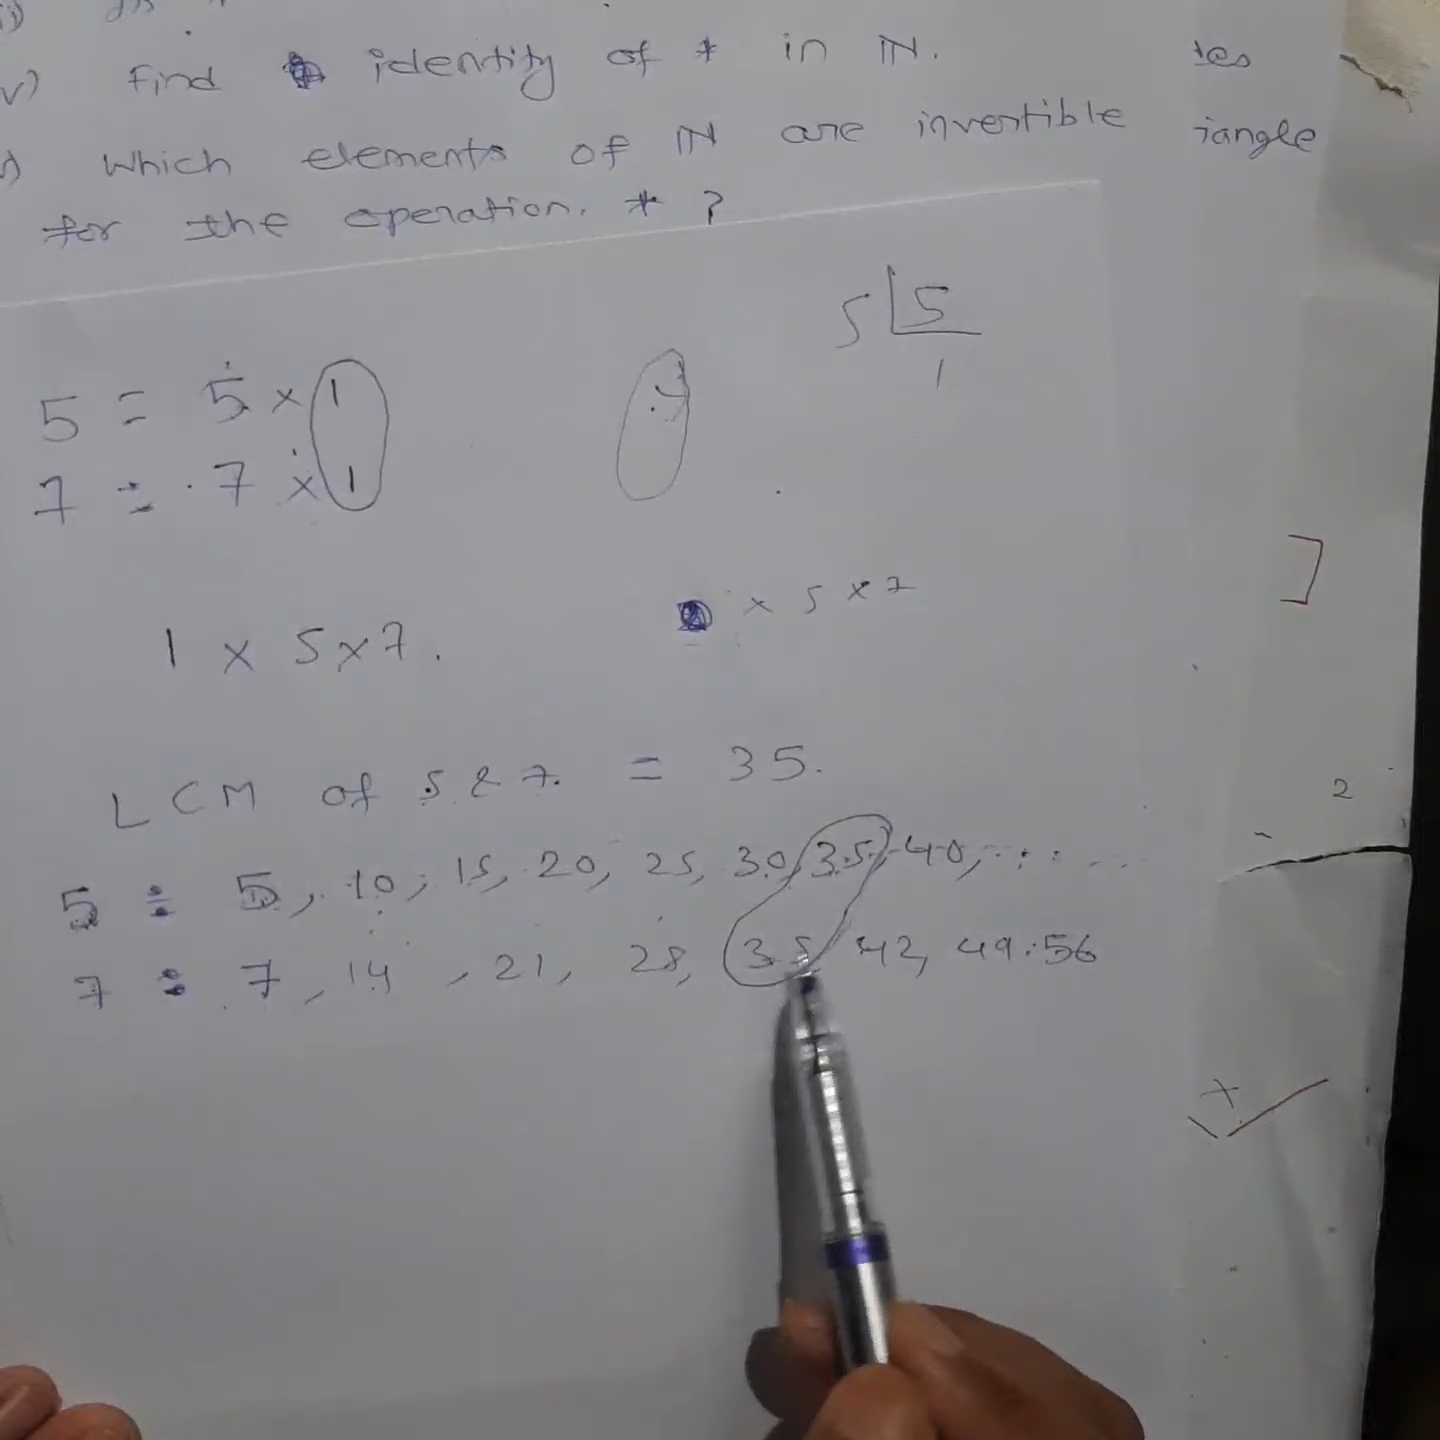 v) Find identity of * in N.
Which elements of N are invertible
for the operation. * ?
iangle
5 5
1
5 = 5 × 1
7 = 7 × 1
1 × 5 × 7.
× 5 × 7
LCM of 5 & 7. = 35.
2
5 : 5, 10, 15, 20, 25, 30, 35, 40, ......
7 : 7, 14, 21, 28, 35, 42, 49. 56